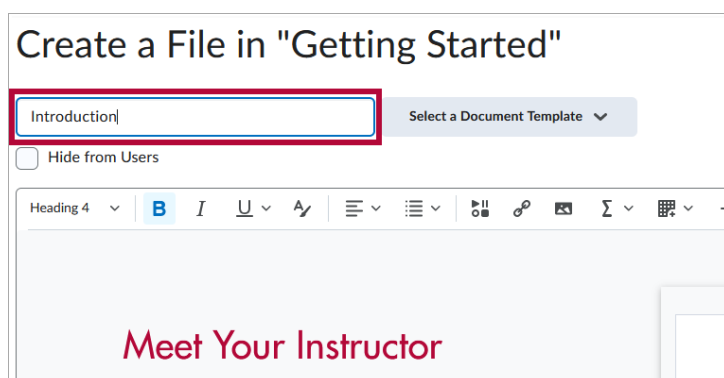 Create a File in "Getting Started"
Introduction
Select a Document Template
Hide from Users
Heading 4 B I U A Σ
Meet Your Instructor